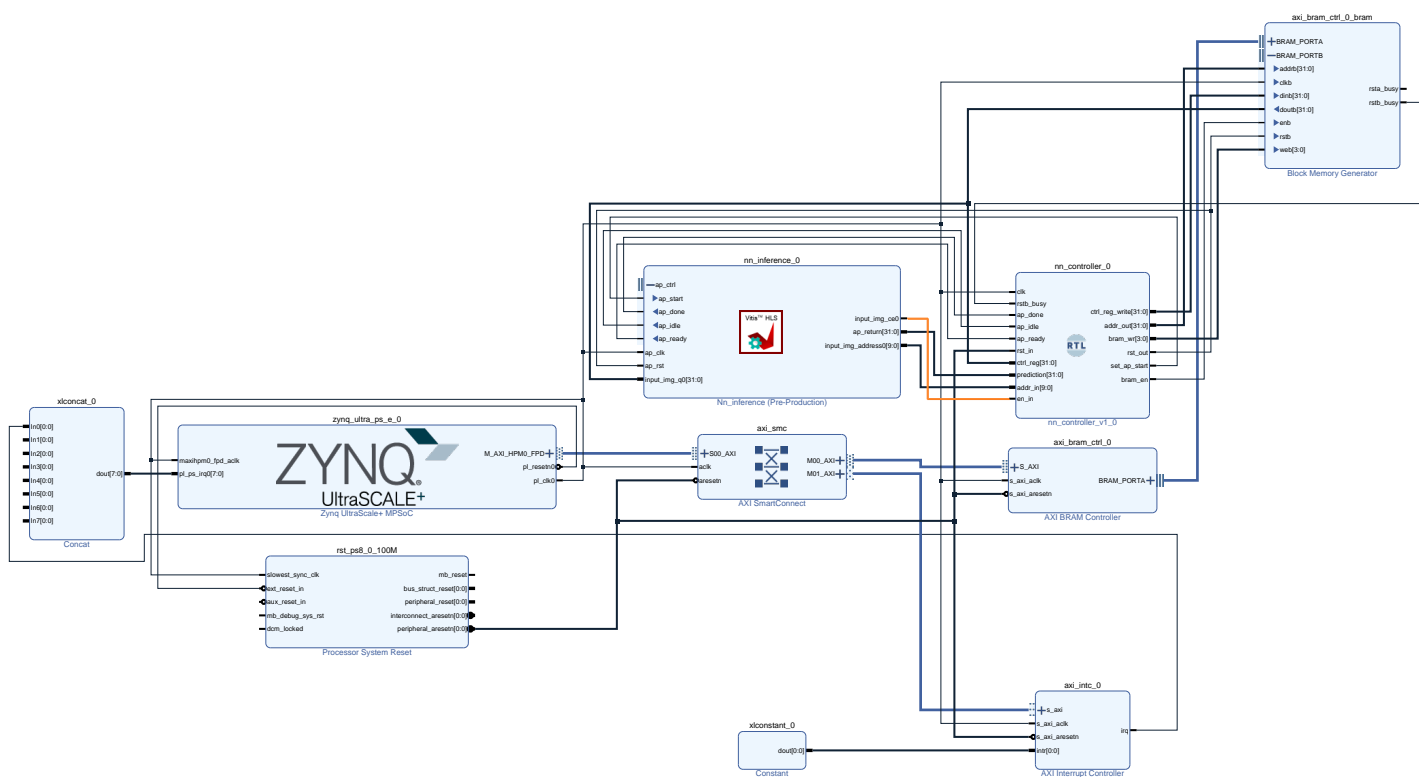 axi_bram_ctrl_0_bram
BRAM_PORTA
BRAM_PORTB
addrb[31:0]
clkb
dinb[31:0]
doutb[31:0]
enb
rstb
web[3:0]
rsta_busy
rstb_busy
Block Memory Generator
nn_inference_0
ap_ctrl
ap_start
ap_done
ap_idle
ap_ready
ap_clk
ap_rst
input_img_q0[31:0]
Vitis™ HLS
input_img_ce0
ap_return[31:0]
input_img_address0[9:0]
Nn_inference (Pre-Production)
nn_controller_0
clk
rstb_busy
ap_done
ap_idle
ap_ready
rst_in
ctrl_reg[31:0]
prediction[31:0]
addr_in[9:0]
en_in
RTL
ctrl_reg_write[31:0]
addr_out[31:0]
bram_wr[3:0]
rst_out
set_ap_start
bram_en
nn_controller_v1_0
xlconcat_0
In0[0:0]
In1[0:0]
In2[0:0]
In3[0:0]
In4[0:0]
In5[0:0]
In6[0:0]
In7[0:0]
dout[7:0]
Concat
zynq_ultra_ps_e_0
maxihpm0_fpd_aclk
pl_ps_irq0[7:0]
ZYNQ
UltraSCALE+
M_AXI_HPM0_FPD
pl_resetn0
pl_clk0
Zynq UltraScale+ MPSoC
axi_smc
S00_AXI
aclk
aresetn
M00_AXI
M01_AXI
AXI SmartConnect
axi_bram_ctrl_0
S_AXI
s_axi_aclk
s_axi_aresetn
BRAM_PORTA
AXI BRAM Controller
rst_ps8_0_100M
slowest_sync_clk
ext_reset_in
aux_reset_in
mb_debug_sys_rst
dcm_locked
mb_reset
bus_struct_reset[0:0]
peripheral_reset[0:0]
interconnect_aresetn[0:0]
peripheral_aresetn[0:0]
Processor System Reset
axi_intc_0
s_axi
s_axi_aclk
s_axi_aresetn
intr[0:0]
irq
AXI Interrupt Controller
xlconstant_0
dout[0:0]
Constant